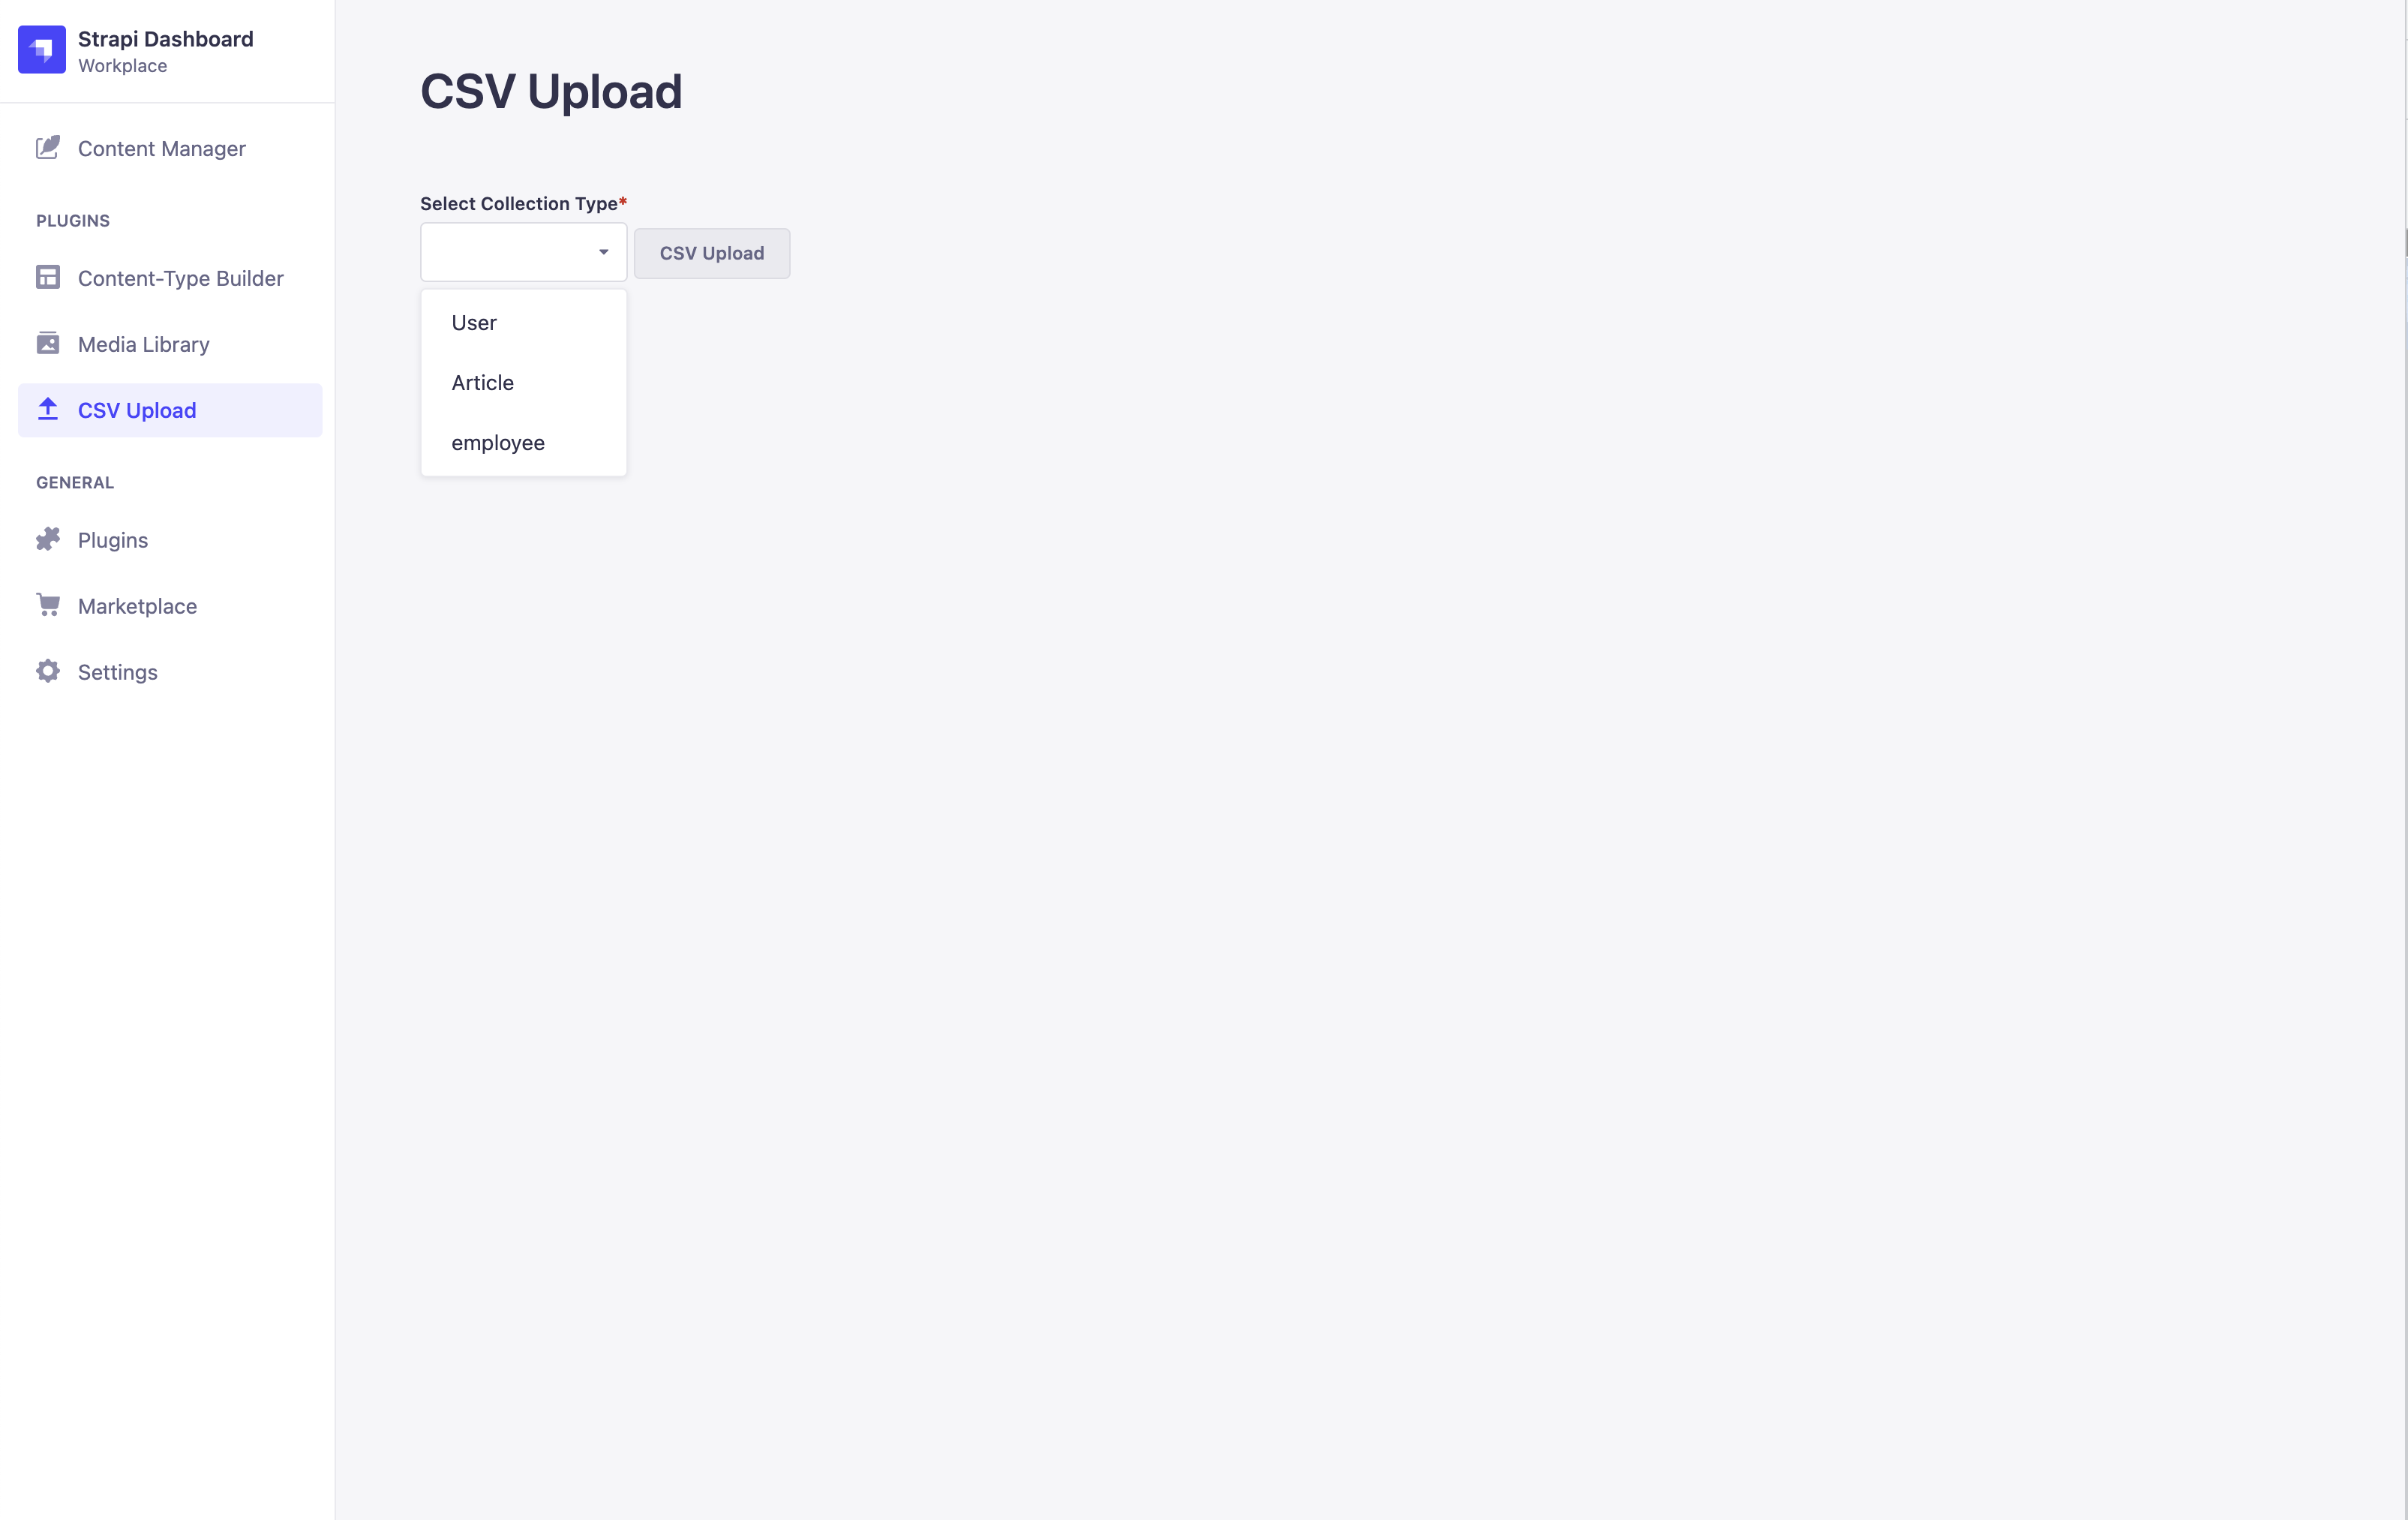 Strapi Dashboard
Workplace
Content Manager
PLUGINS
Content-Type Builder
Media Library
CSV Upload
GENERAL
Plugins
Marketplace
Settings
CSV Upload
Select Collection Type*
CSV Upload
User
Article
employee